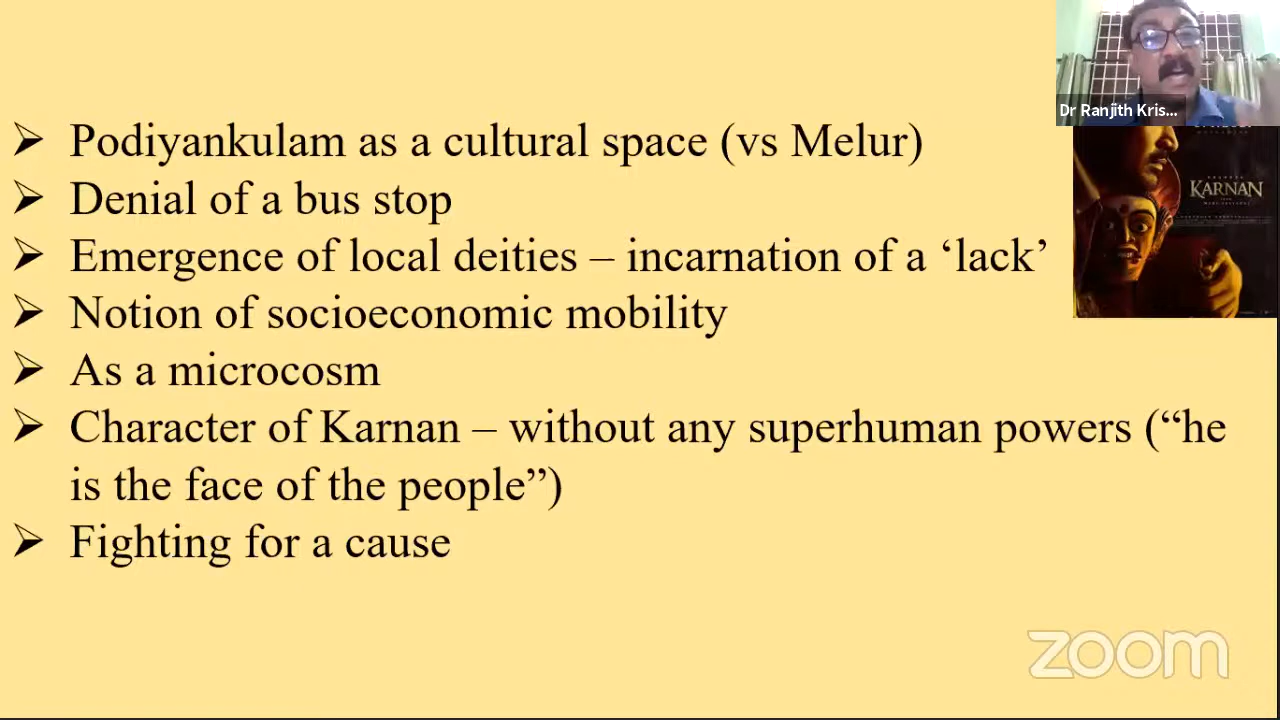 Dr Ranjith Kris...
➢ Podiyankulam as a cultural space (vs Melur)
➢ Denial of a bus stop
➢ Emergence of local deities – incarnation of a ‘lack’
KARNAN
➢ Notion of socioeconomic mobility
➢ As a microcosm
➢ Character of Karnan – without any superhuman powers (“he
is the face of the people”)
➢ Fighting for a cause
zoom